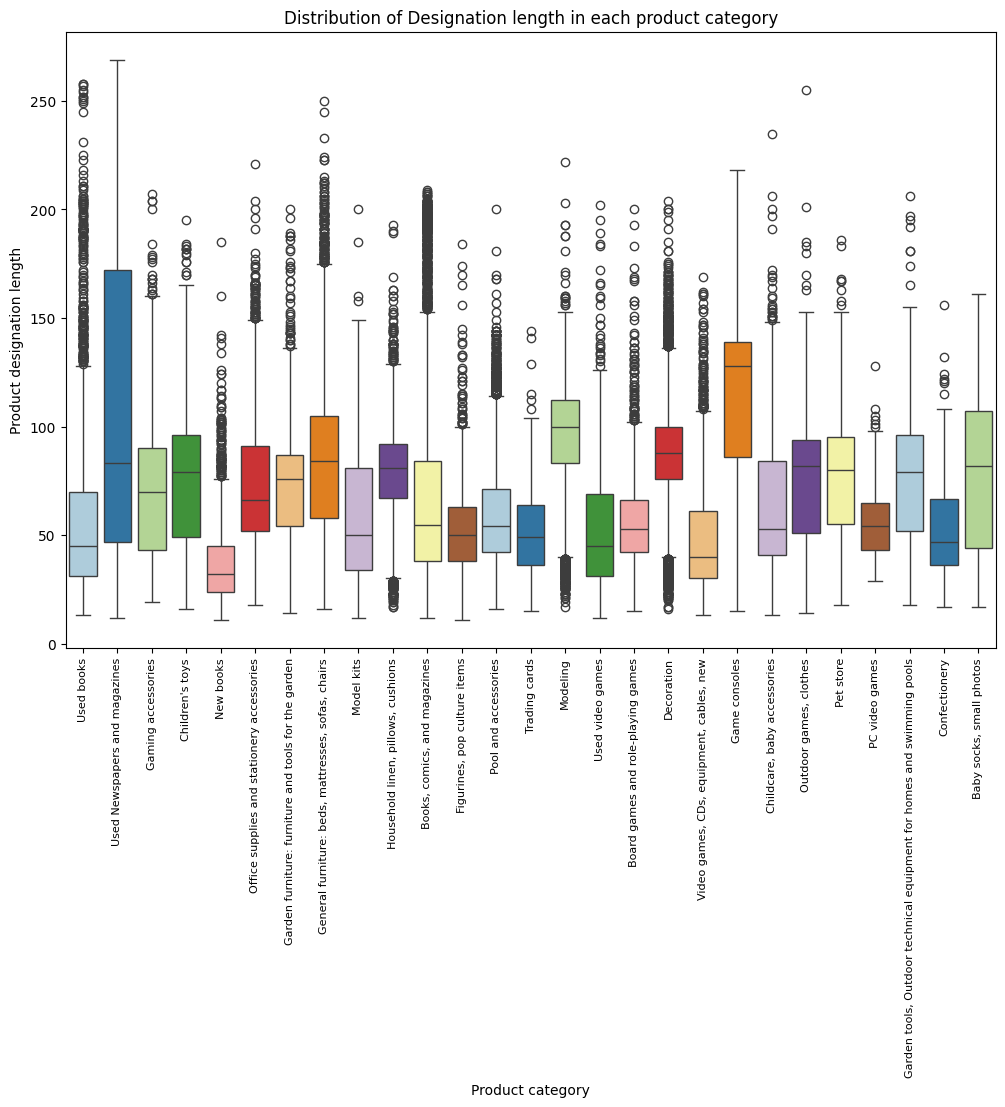 Distribution of Designation length in each product category
Product designation length
250
200
150
100
50
0
Used books
Used Newspapers and magazines
Gaming accessories
Children's toys
New books
Office supplies and stationery accessories
Garden furniture: furniture and tools for the garden
General furniture: beds, mattresses, sofas, chairs
Model kits
Household linen, pillows, cushions
Books, comics, and magazines
Figurines, pop culture items
Pool and accessories
Trading cards
Modeling
Used video games
Board games and role-playing games
Decoration
Video games, CDs, equipment, cables, new
Game consoles
Childcare, baby accessories
Outdoor games, clothes
Pet store
PC video games
Garden tools, Outdoor technical equipment for homes and swimming pools
Confectionery
Baby socks, small photos
Product category